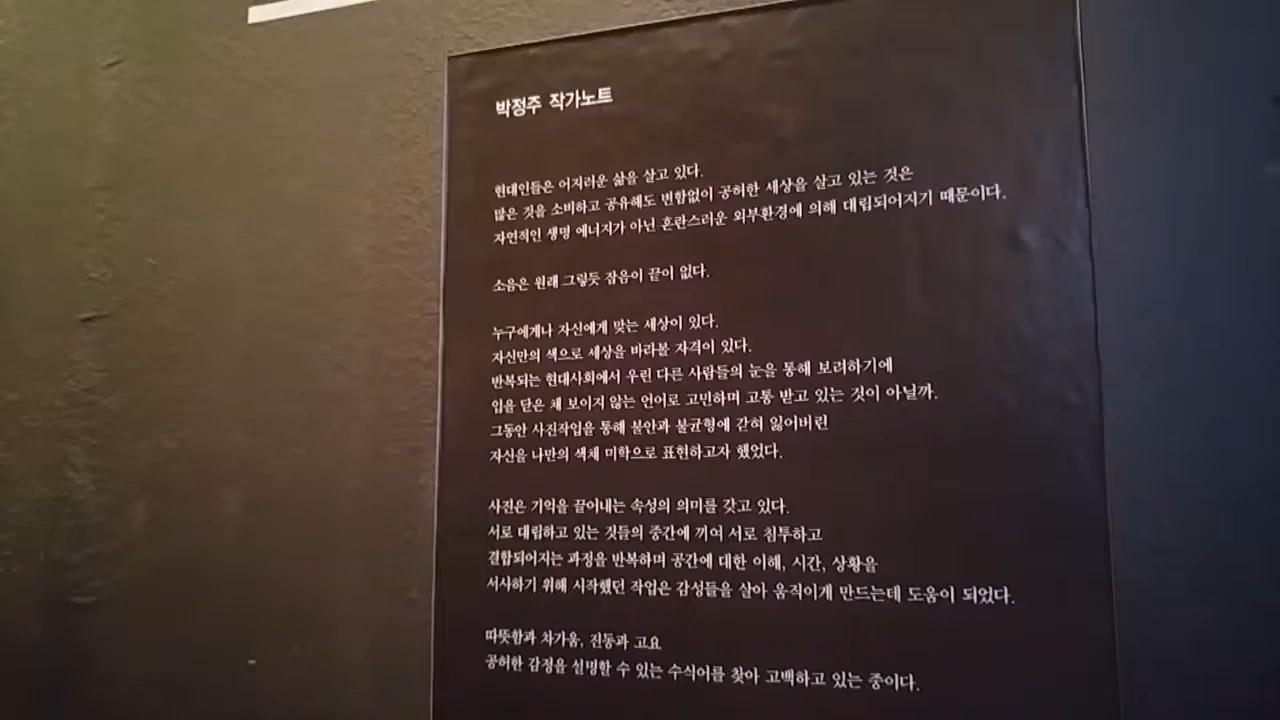 박정주 작가노트
현대인들은 어지러운 삶을 살고 있다.
많은 것을 소비하고 공유해도 변함없이 공허한 세상을 살고 있는 것은
자연적인 생명 에너지가 아닌 혼란스러운 외부환경에 의해 대립되어지기 때문이다.
소음은 원래 그렇듯 잡음이 끝이 없다.
누구에게나 자신에게 맞는 세상이 있다.
자신만의 색으로 세상을 바라볼 자격이 있다.
반복되는 현대사회에서 우린 다른 사람들의 눈을 통해 보려하기에
입을 닫은 채 보이지 않는 언어로 고민하며 고통 받고 있는 것이 아닐까.
그동안 사진작업을 통해 불안과 불균형에 갇혀 잃어버린
자신을 나만의 색채 미학으로 표현하고자 했었다.
사진은 기억을 끌어내는 속성의 의미를 갖고 있다.
서로 대립하고 있는 것들의 중간에 끼여 서로 침투하고
결합되어지는 과정을 반복하며 공간에 대한 이해, 시간, 상황을
서사하기 위해 시작했던 작업은 감성들을 살아 움직이게 만드는데 도움이 되었다.
따뜻함과 차가움, 진동과 고요
공허한 감정을 설명할 수 있는 수식어를 찾아 고백하고 있는 중이다.